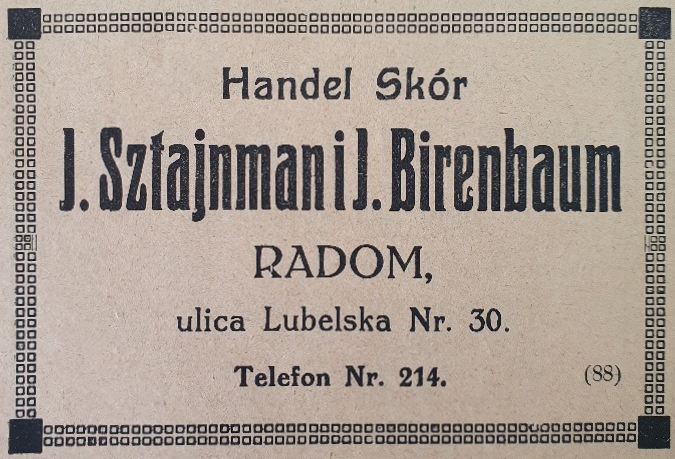 Handel Skór
J. Sztajnman i J. Birenbaum
RADOM,
ulica Lubelska Nr. 30.
Telefon Nr. 214. (88)